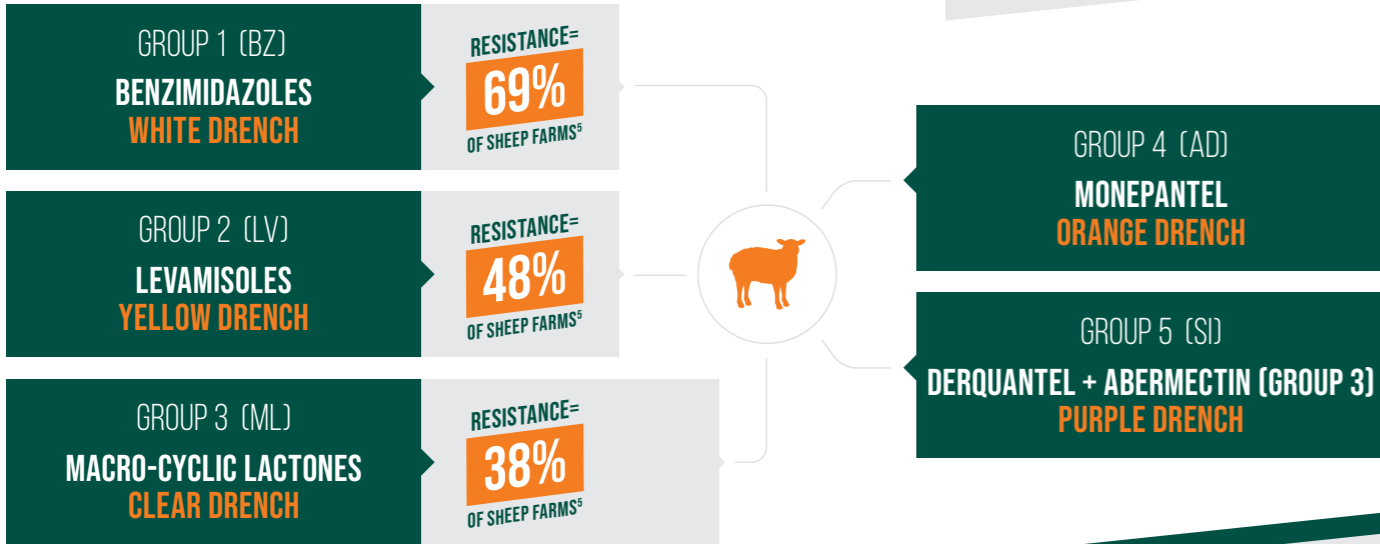 GROUP 1 (BZ)
BENZIMIDAZOLES
WHITE DRENCH
RESISTANCE=
69%
OF SHEEP FARMS⁵
GROUP 2 (LV)
LEVAMISOLES
YELLOW DRENCH
RESISTANCE=
48%
OF SHEEP FARMS⁵
GROUP 3 (ML)
MACRO-CYCLIC LACTONES
CLEAR DRENCH
RESISTANCE=
38%
OF SHEEP FARMS⁵
GROUP 4 (AD)
MONEPANTEL
ORANGE DRENCH
GROUP 5 (SI)
DERQUANTEL + ABERMECTIN (GROUP 3)
PURPLE DRENCH